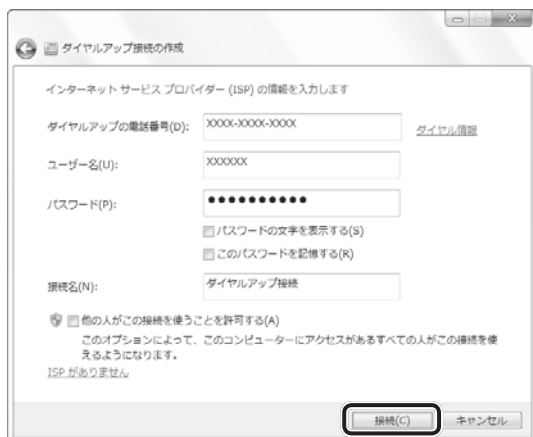 ダイヤルアップ接続の作成
インターネット サービス プロバイダー (ISP) の情報を入力します
ダイヤルアップの電話番号(D): XXXX-XXXX-XXXX ダイヤル情報
ユーザー名(U): XXXXXX
パスワード(P): ●●●●●●●●●●
パスワードの文字を表示する(S)
このパスワードを記憶する(R)
接続名(N): ダイヤルアップ接続
他の人がこの接続を使うことを許可する(A)
このオプションによって、このコンピューターにアクセスがあるすべての人がこの接続を使
えるようになります。
ISP がありません
接続(C) キャンセル